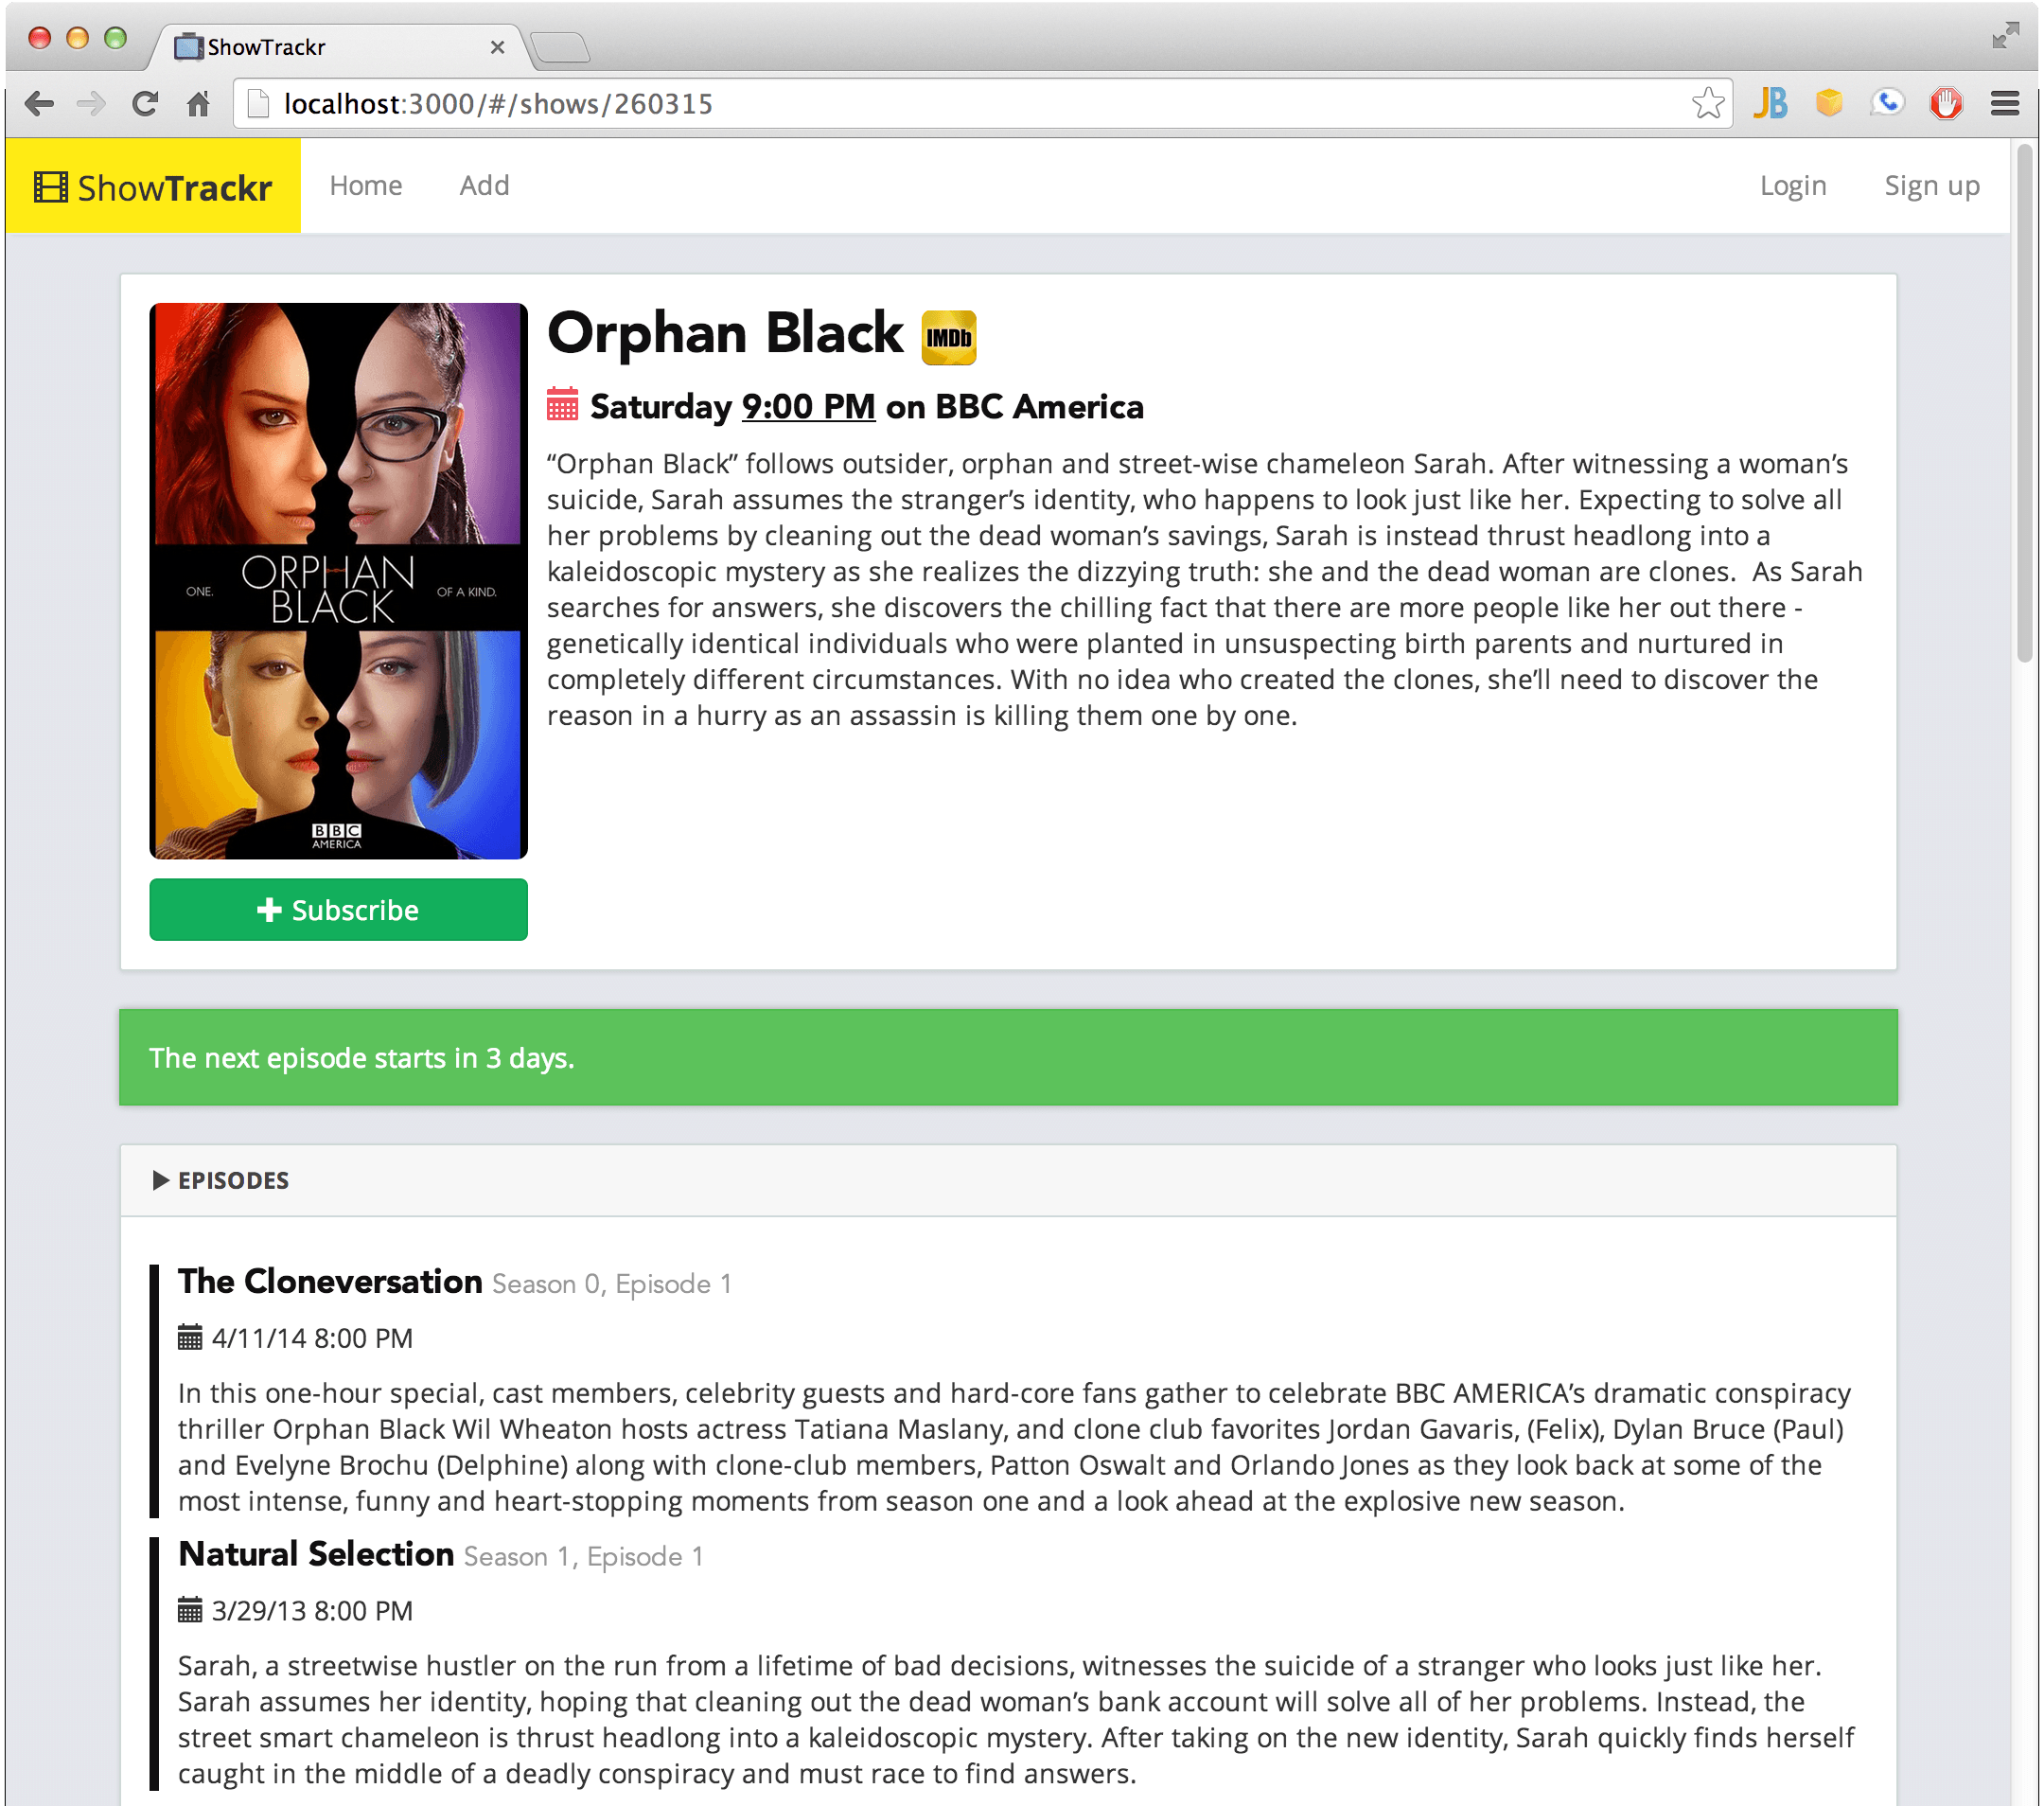 ShowTrackr
localhost:3000/#/shows/260315
JB
ShowTrackr
Home
Add
Login
Sign up
Orphan Black
IMDb
Saturday 9:00 PM on BBC America
“Orphan Black” follows outsider, orphan and street-wise chameleon Sarah. After witnessing a woman’s
suicide, Sarah assumes the stranger’s identity, who happens to look just like her. Expecting to solve all
her problems by cleaning out the dead woman’s savings, Sarah is instead thrust headlong into a
kaleidoscopic mystery as she realizes the dizzying truth: she and the dead woman are clones.  As Sarah
searches for answers, she discovers the chilling fact that there are more people like her out there -
genetically identical individuals who were planted in unsuspecting birth parents and nurtured in
completely different circumstances. With no idea who created the clones, she’ll need to discover the
reason in a hurry as an assassin is killing them one by one.
ONE.
ORPHAN
BLACK
OF A KIND.
BBC
AMERICA
Subscribe
The next episode starts in 3 days.
EPISODES
The Cloneversation Season 0, Episode 1
4/11/14 8:00 PM
In this one-hour special, cast members, celebrity guests and hard-core fans gather to celebrate BBC AMERICA’s dramatic conspiracy
thriller Orphan Black Wil Wheaton hosts actress Tatiana Maslany, and clone club favorites Jordan Gavaris, (Felix), Dylan Bruce (Paul)
and Evelyne Brochu (Delphine) along with clone-club members, Patton Oswalt and Orlando Jones as they look back at some of the
most intense, funny and heart-stopping moments from season one and a look ahead at the explosive new season.
Natural Selection Season 1, Episode 1
3/29/13 8:00 PM
Sarah, a streetwise hustler on the run from a lifetime of bad decisions, witnesses the suicide of a stranger who looks just like her.
Sarah assumes her identity, hoping that cleaning out the dead woman’s bank account will solve all of her problems. Instead, the
street smart chameleon is thrust headlong into a kaleidoscopic mystery. After taking on the new identity, Sarah quickly finds herself
caught in the middle of a deadly conspiracy and must race to find answers.